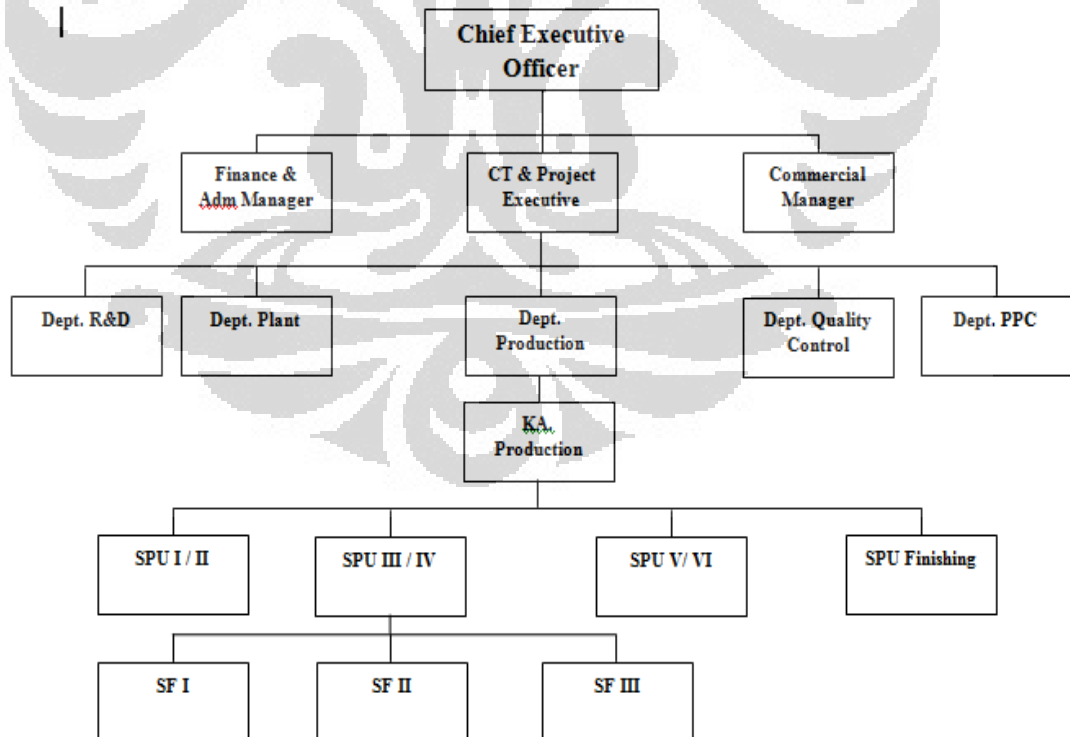 Chief Executive
Officer
Finance &
Adm Manager
CT & Project
Executive
Commercial
Manager
Dept. R&D
Dept. Plant
Dept.
Production
Dept. Quality
Control
Dept. PPC
KA.
Production
SPU I / II
SPU III / IV
SPU V/ VI
SPU Finishing
SF I
SF II
SF III